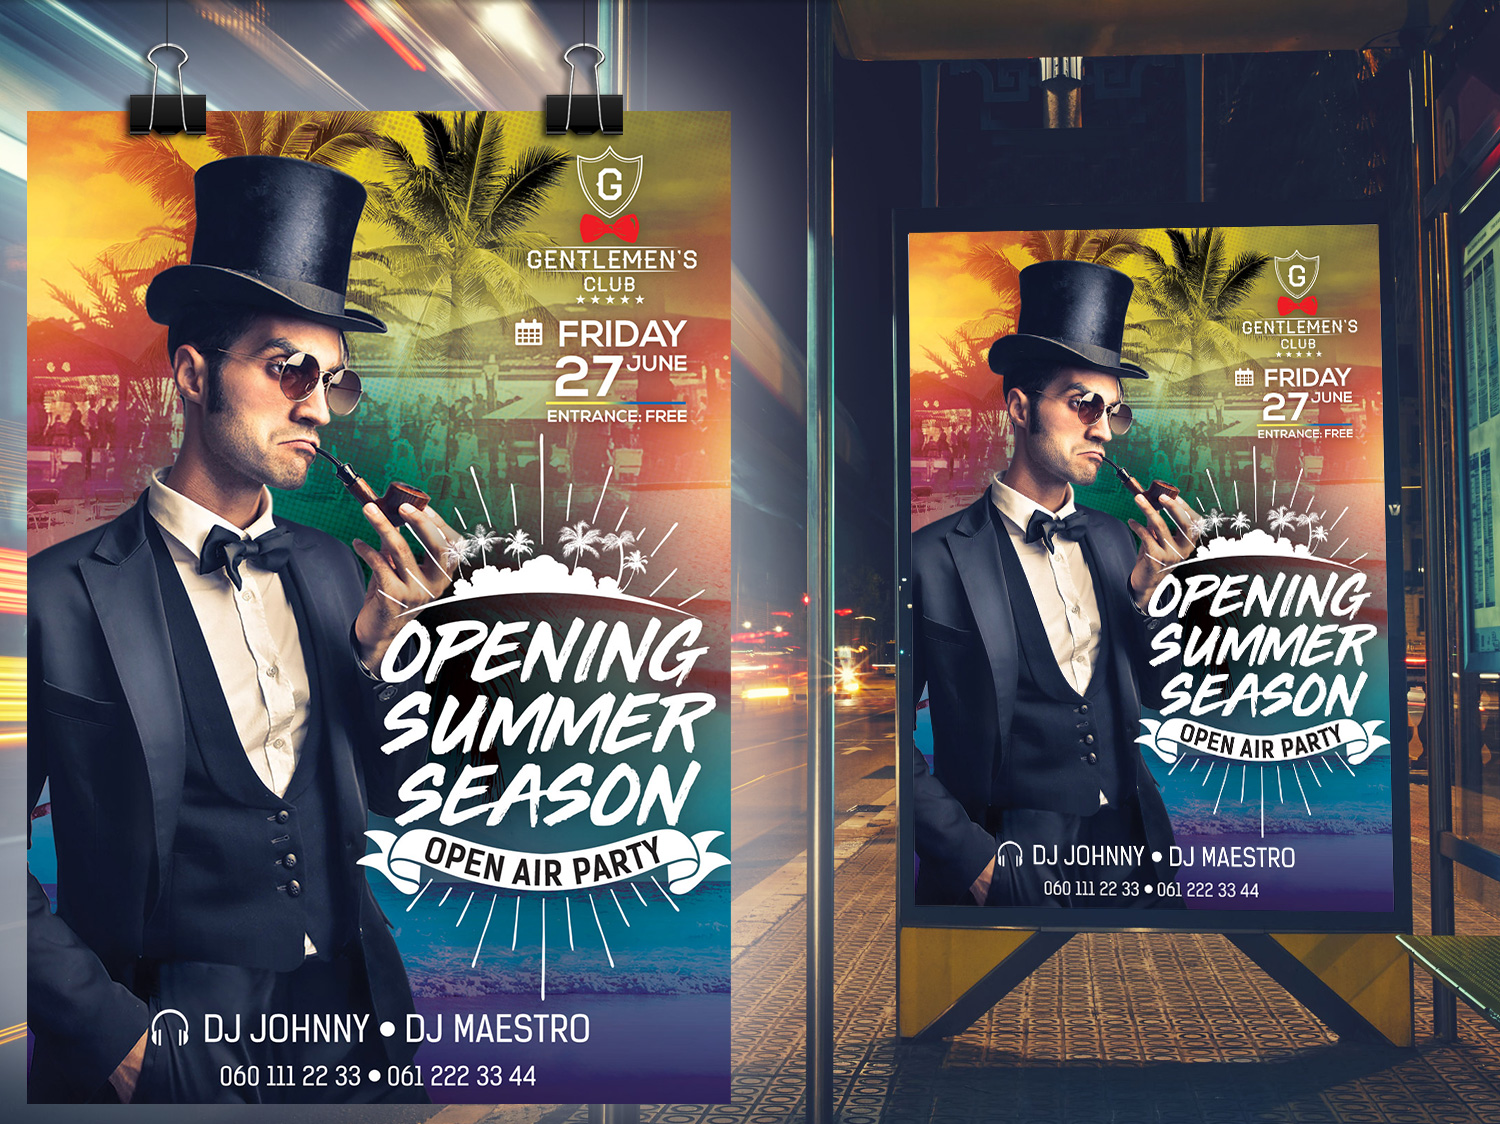 G
GENTLEMEN'S
CLUB
FRIDAY
27 JUNE
ENTRANCE: FREE
OPENING
SUMMER
SEASON
OPEN AIR PARTY
DJ JOHNNY • DJ MAESTRO
060 111 22 33 • 061 222 33 44
G
GENTLEMEN'S
CLUB
FRIDAY
27 JUNE
ENTRANCE: FREE
OPENING
SUMMER
SEASON
OPEN AIR PARTY
DJ JOHNNY • DJ MAESTRO
060 111 22 33 • 061 222 33 44